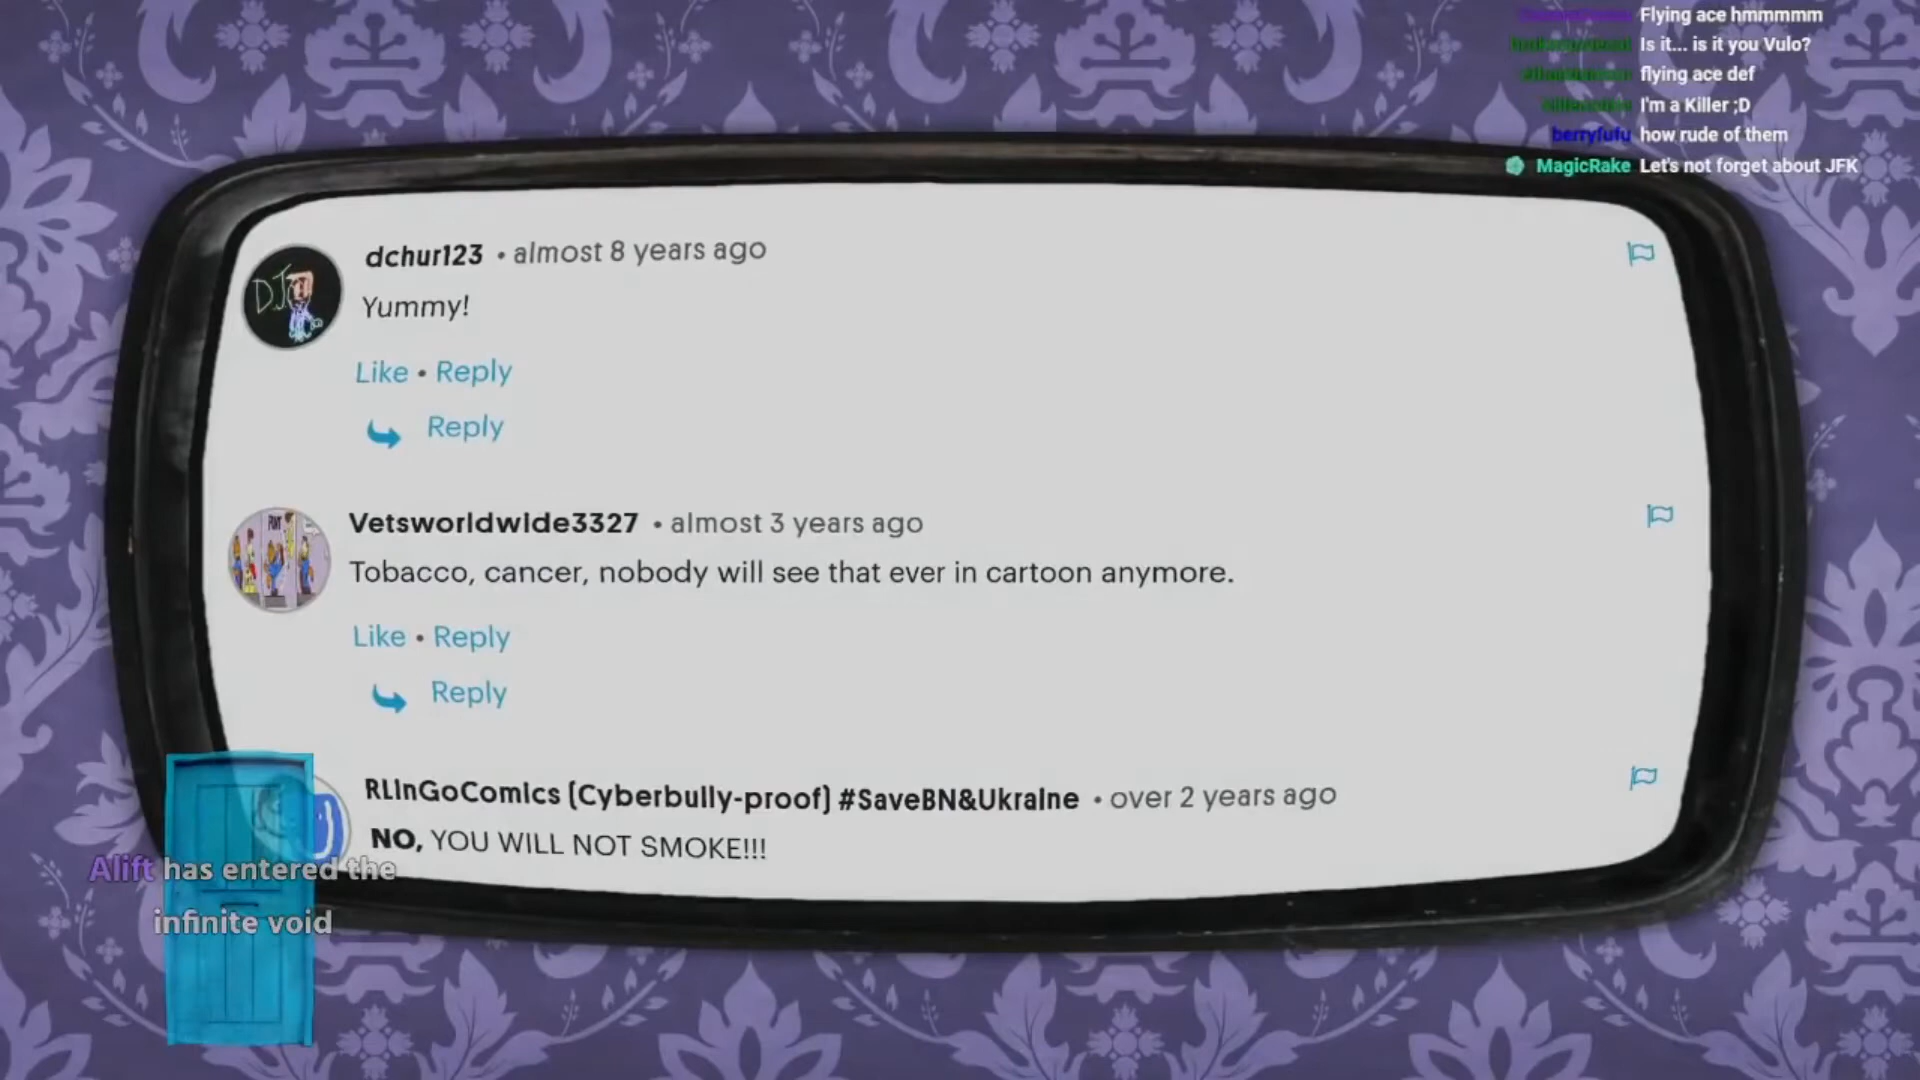 Flying ace hmmmmm
Is it... is it you Vulo?
flying ace def
I'm a Killer ;D
berryfufu how rude of them
MagicRake Let's not forget about JFK
dchur123 • almost 8 years ago
Yummy!
Like • Reply
Reply
Vetsworldwide3327 • almost 3 years ago
Tobacco, cancer, nobody will see that ever in cartoon anymore.
Like • Reply
Reply
RLinGoComics (Cyberbully-proof) #SaveBN&Ukraine • over 2 years ago
NO, YOU WILL NOT SMOKE!!!
Alift has entered the
infinite void